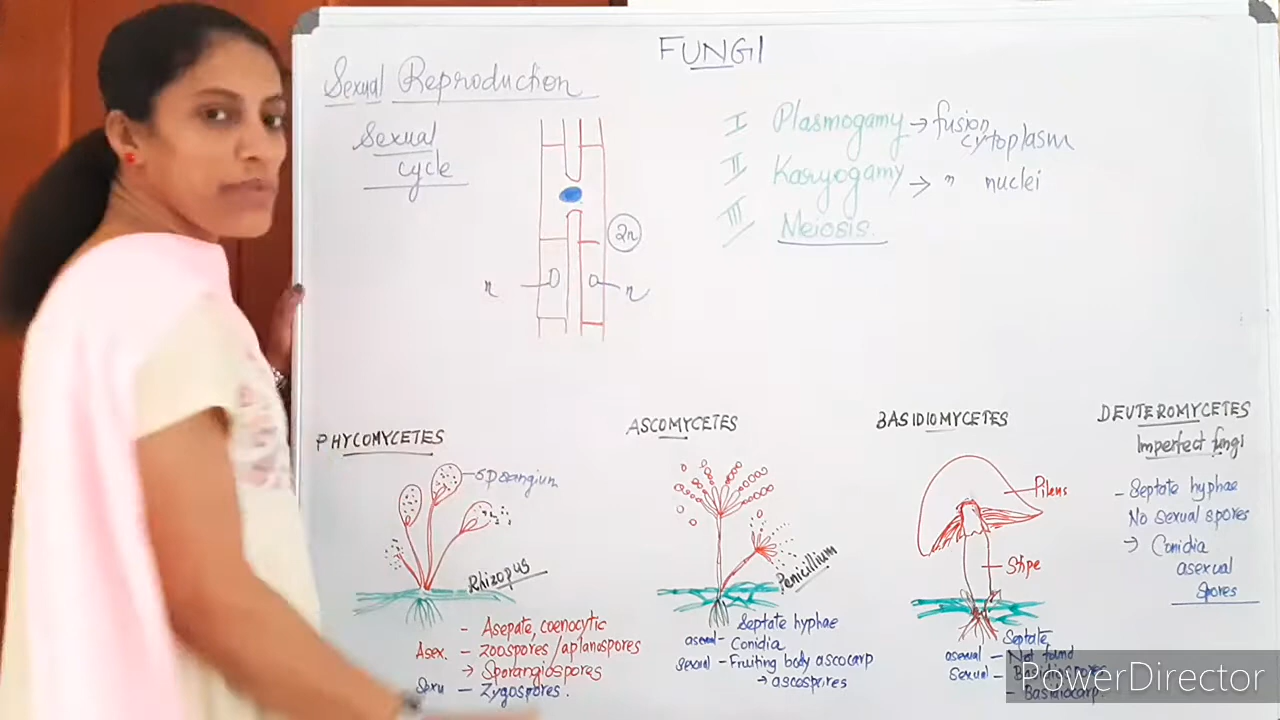 FUNGI
Sexual Reproduction
Sexual
cycle
I Plasmogamy → fusion
cytoplasm
II Karyogamy → " nuclei
III Meiosis.
2n
n
n
PHYCOMYCETES
Sporangium
Rhizopus
- Asepate, coenocytic
Asex. - Zoospores/aplanospores
→ Sporangiospores
Sexu - Zygospores.
ASCOMYCETES
Penicillium
Septate hyphae
asexual - Conidia
sexual - Fruiting body ascocarp
→ ascospores
BASIDIOMYCETES
Pileus
Stipe
Septate,
asexual - Not found
Sexual - Basidiospores
- Basidiocarp.
DEUTEROMYCETES
Imperfect fungi
- Septate hyphae
No sexual spores
→ Conidia
asexual
spores
PowerDirector